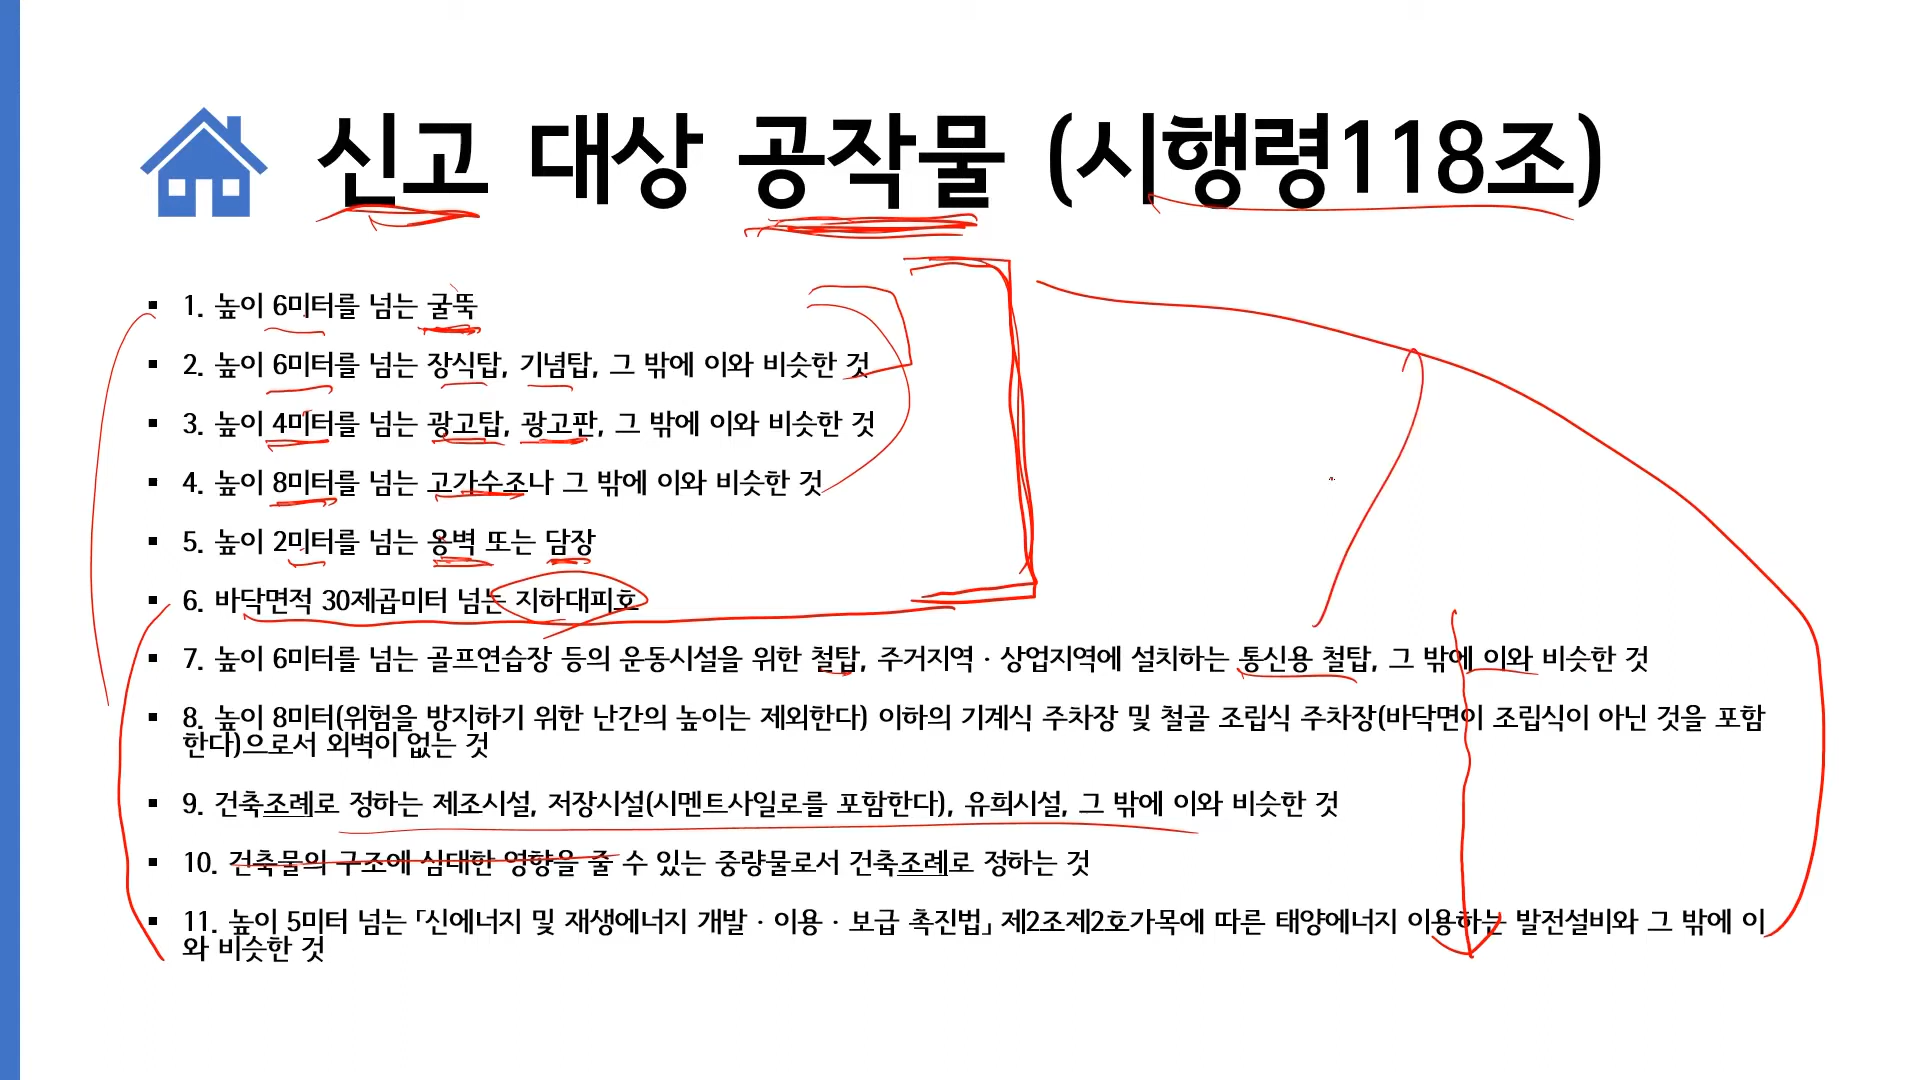 신고 대상 공작물 (시행령118조)
▪ 1. 높이 6미터를 넘는 굴뚝
▪ 2. 높이 6미터를 넘는 장식탑, 기념탑, 그 밖에 이와 비슷한 것
▪ 3. 높이 4미터를 넘는 광고탑, 광고판, 그 밖에 이와 비슷한 것
▪ 4. 높이 8미터를 넘는 고가수조나 그 밖에 이와 비슷한 것
▪ 5. 높이 2미터를 넘는 옹벽 또는 담장
▪ 6. 바닥면적 30제곱미터 넘는 지하대피호
▪ 7. 높이 6미터를 넘는 골프연습장 등의 운동시설을 위한 철탑, 주거지역 · 상업지역에 설치하는 통신용 철탑, 그 밖에 이와 비슷한 것
▪ 8. 높이 8미터(위험을 방지하기 위한 난간의 높이는 제외한다) 이하의 기계식 주차장 및 철골 조립식 주차장(바닥면이 조립식이 아닌 것을 포함
한다)으로서 외벽이 없는 것
▪ 9. 건축조례로 정하는 제조시설, 저장시설(시멘트사일로를 포함한다), 유희시설, 그 밖에 이와 비슷한 것
▪ 10. 건축물의 구조에 심대한 영향을 줄 수 있는 중량물로서 건축조례로 정하는 것
▪ 11. 높이 5미터 넘는 「신에너지 및 재생에너지 개발 · 이용 · 보급 촉진법」 제2조제2호가목에 따른 태양에너지 이용하는 발전설비와 그 밖에 이
와 비슷한 것